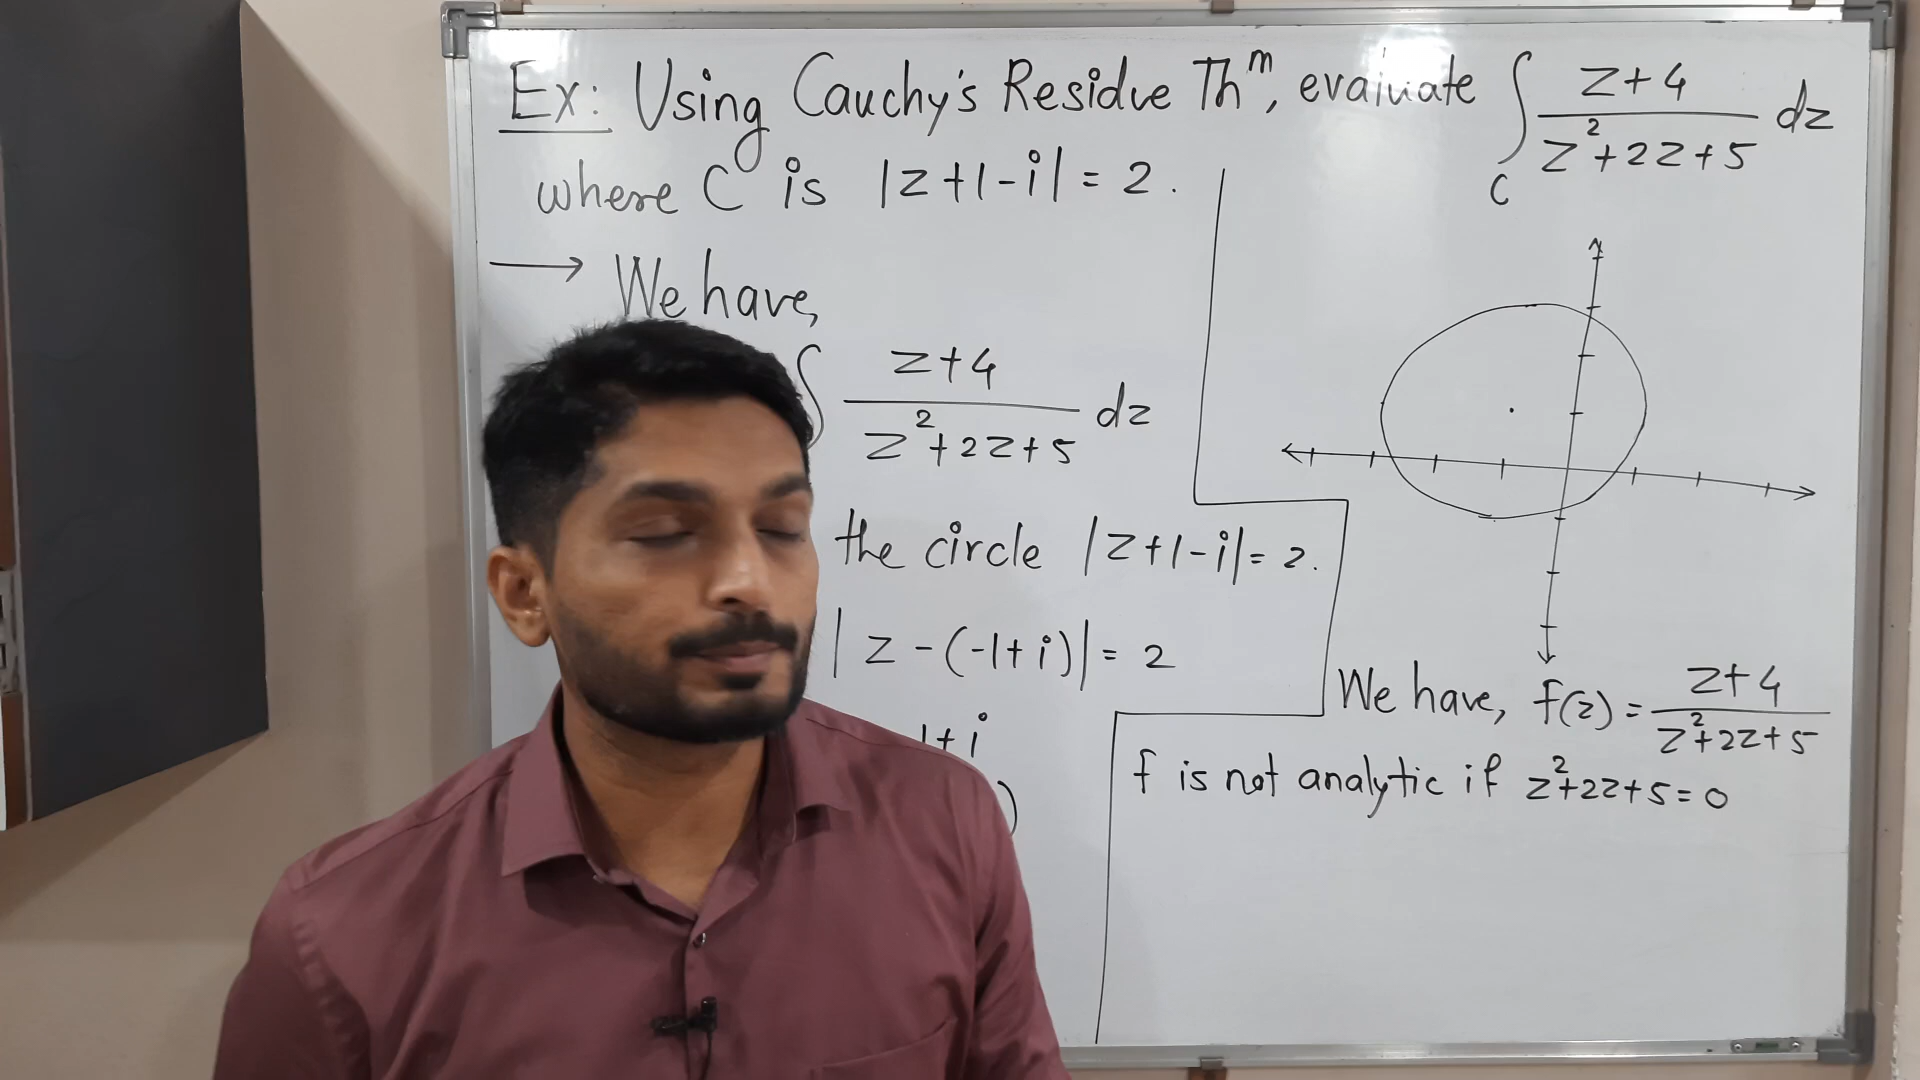 Ex: Using Cauchy's Residue Thᵐ, evaluate ∫_C (z+4)/(z²+2z+5) dz
where C is |z+1-i| = 2.
→ We have,
∫ (z+4)/(z²+2z+5) dz
the circle |z+1-i| = 2.
|z-(-1+i)| = 2
1+i
)
We have, f(z) = (z+4)/(z²+2z+5)
f is not analytic if z²+2z+5=0